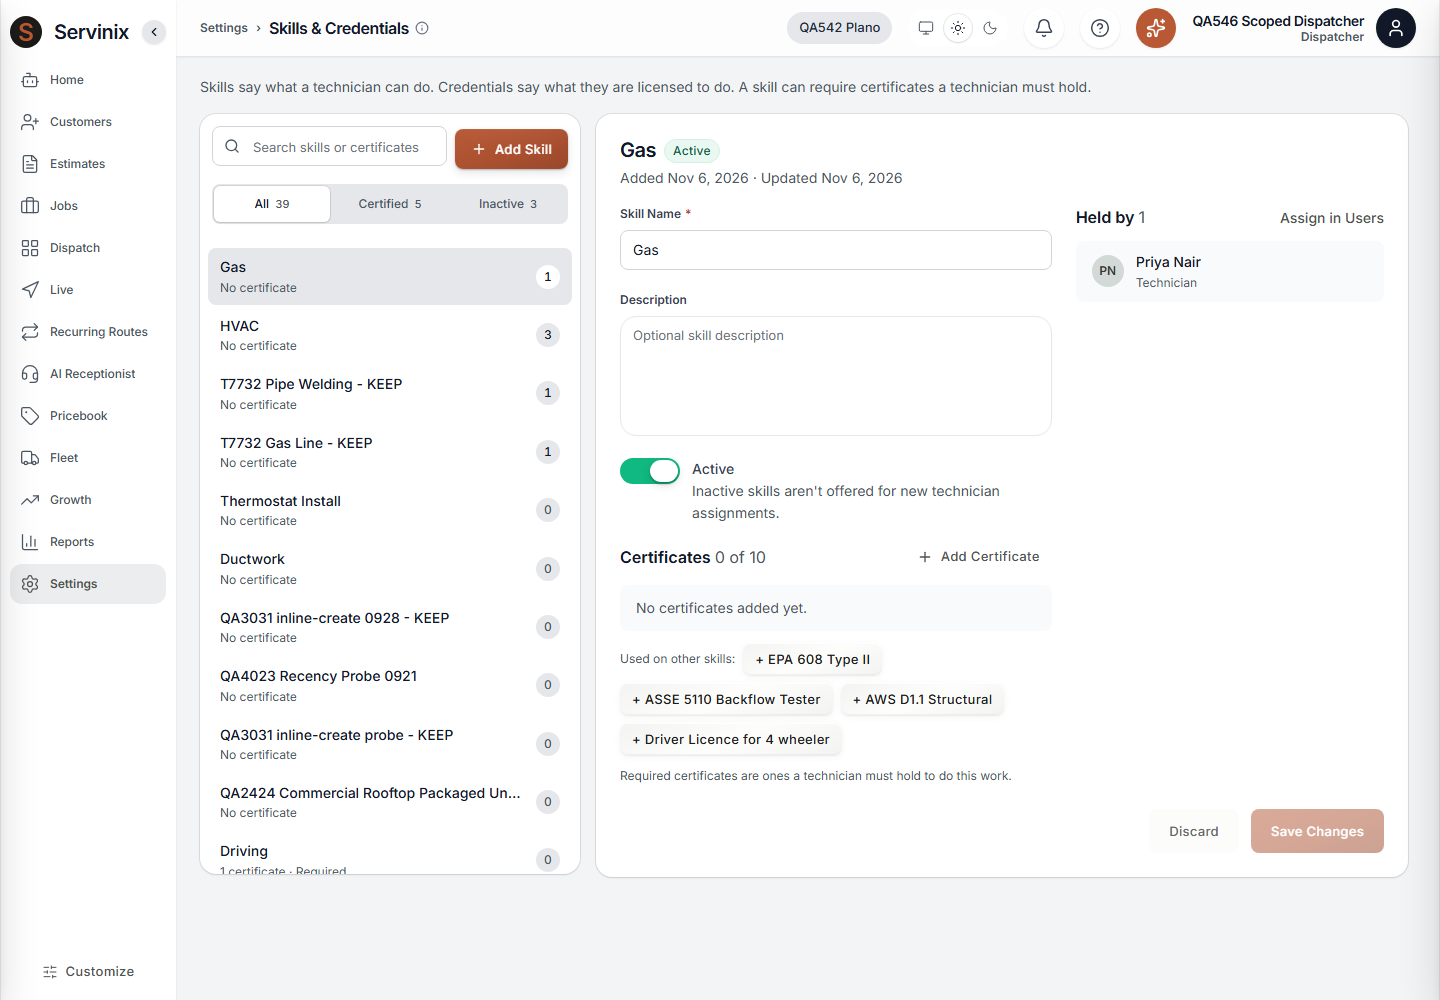 Servinix
Home
Customers
Estimates
Jobs
Dispatch
Live
Recurring Routes
AI Receptionist
Pricebook
Fleet
Growth
Reports
Settings
Customize
Settings › Skills & Credentials
QA542 Plano
QA546 Scoped Dispatcher
Dispatcher
Skills say what a technician can do. Credentials say what they are licensed to do. A skill can require certificates a technician must hold.
Search skills or certificates
+ Add Skill
All 39
Certified 5
Inactive 3
Gas
No certificate
1
HVAC
No certificate
3
T7732 Pipe Welding - KEEP
No certificate
1
T7732 Gas Line - KEEP
No certificate
1
Thermostat Install
No certificate
0
Ductwork
No certificate
0
QA3031 inline-create 0928 - KEEP
No certificate
0
QA4023 Recency Probe 0921
No certificate
0
QA3031 inline-create probe - KEEP
No certificate
0
QA2424 Commercial Rooftop Packaged Un...
No certificate
0
Driving
1 certificate · Required
0
Gas Active
Added Nov 6, 2026 · Updated Nov 6, 2026
Skill Name *
Gas
Description
Optional skill description
Active
Inactive skills aren't offered for new technician
assignments.
Certificates 0 of 10
+ Add Certificate
No certificates added yet.
Used on other skills: + EPA 608 Type II
+ ASSE 5110 Backflow Tester + AWS D1.1 Structural
+ Driver Licence for 4 wheeler
Required certificates are ones a technician must hold to do this work.
Held by 1
Assign in Users
PN
Priya Nair
Technician
Discard
Save Changes